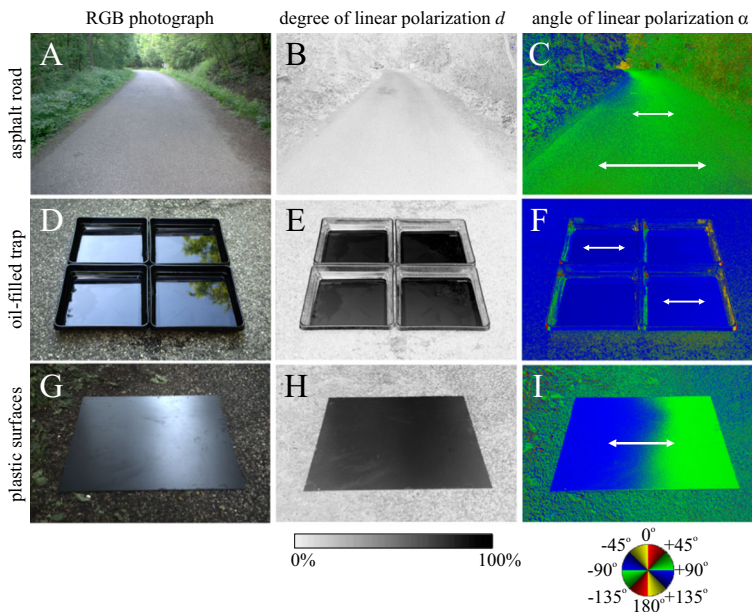 RGB photograph
degree of linear polarization d
angle of linear polarization α
asphalt road
A
B
C
oil-filled trap
D
E
F
plastic surfaces
G
H
I
0%
100%
0°
-45°
+45°
-90°
+90°
-135°
+135°
180°